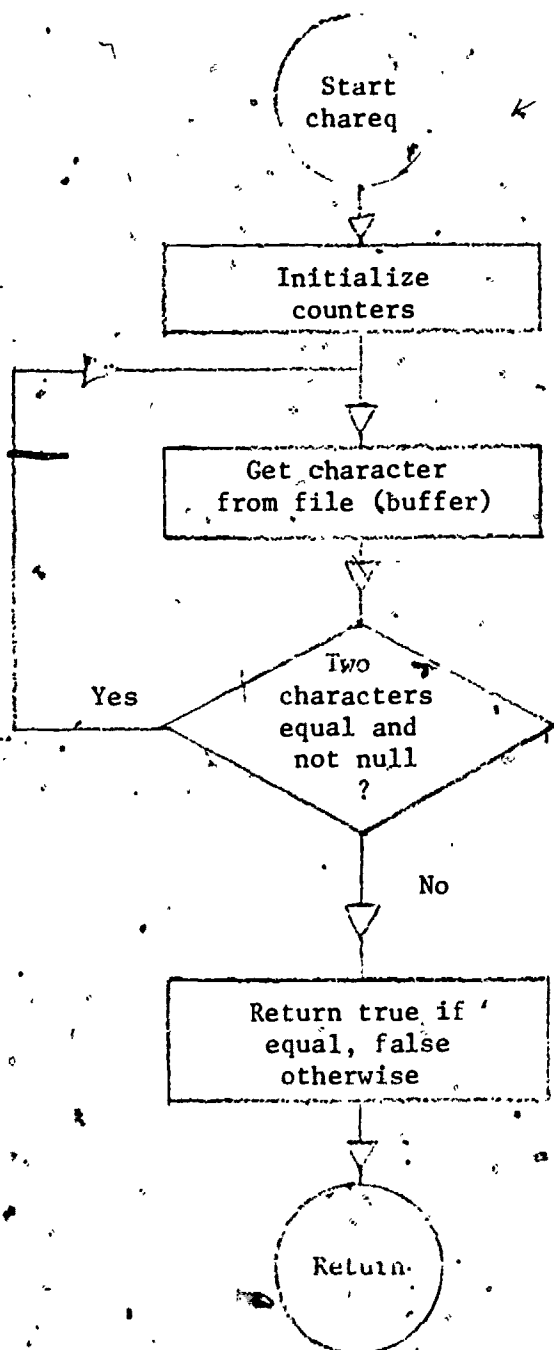 Start
chareq
Initialize
counters
Get character
from file (buffer)
Two
characters
equal and
not null
?
Yes
No
Return true if
equal, false
otherwise
Return